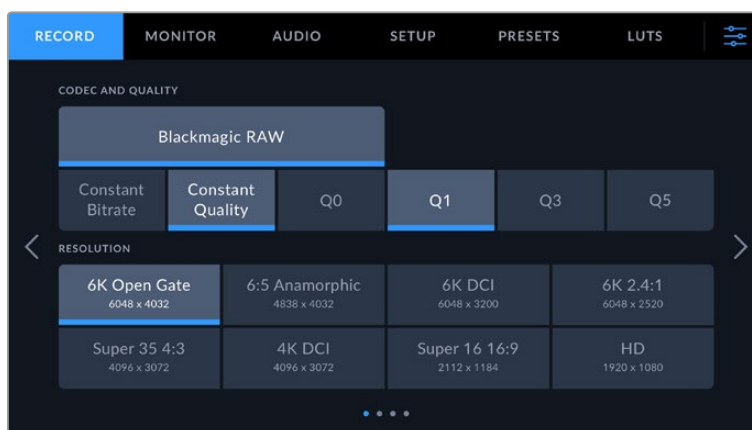 RECORD MONITOR AUDIO SETUP PRESETS LUTS
CODEC AND QUALITY
Blackmagic RAW
Constant Bitrate Constant Quality Q0 Q1 Q3 Q5
RESOLUTION
6K Open Gate 6:5 Anamorphic 6K DCI 6K 2.4:1
6048 x 4032 4838 x 4032 6048 x 3200 6048 x 2520
Super 35 4:3 4K DCI Super 16 16:9 HD
4096 x 3072 4096 x 3072 2112 x 1184 1920 x 1080